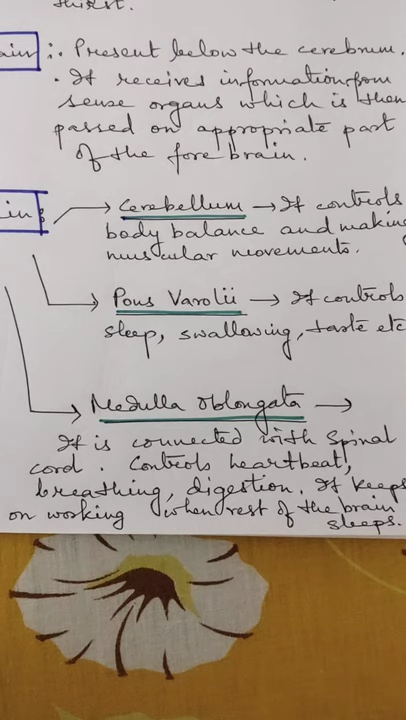 thirst.
ain :. Present below the cerebrum.
. It receives information from
sense organs which is then
passed on appropriate part
of the fore brain.
in : → Cerebellum → It controls
body balance and making
muscular movements.
→ Pons Varolii → It controls
sleep, swallowing, taste etc
→ Medulla oblongata →
It is connected with Spinal
cord. Controls heartbeat,
breathing, digestion. It keeps
on working when rest of the brain
sleeps.